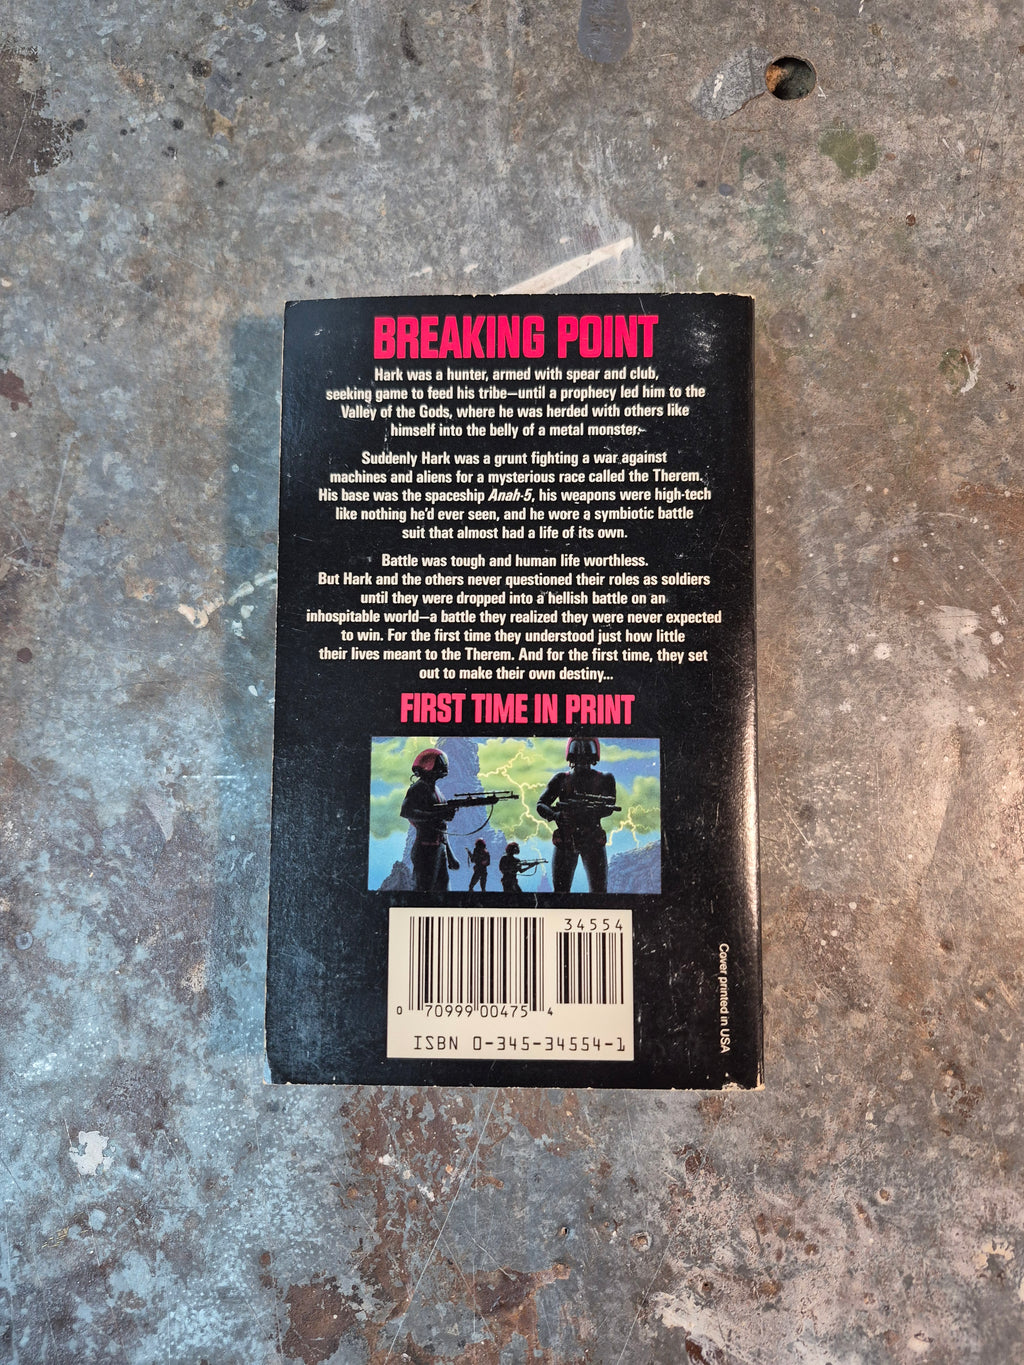 BREAKING POINT
Hark was a hunter, armed with spear and club,
seeking game to feed his tribe—until a prophecy led him to the
Valley of the Gods, where he was herded with others like
himself into the belly of a metal monster.
Suddenly Hark was a grunt fighting a war against
machines and aliens for a mysterious race called the Therem.
His base was the spaceship Anah-5, his weapons were high-tech
like nothing he'd ever seen, and he wore a symbiotic battle
suit that almost had a life of its own.
Battle was tough and human life worthless.
But Hark and the others never questioned their roles as soldiers
until they were dropped into a hellish battle on an
inhospitable world—a battle they realized they were never expected
to win. For the first time they understood just how little
their lives meant to the Therem. And for the first time, they set
out to make their own destiny...
FIRST TIME IN PRINT
34554
0 70999 00475 4
ISBN 0-345-34554-1
Cover printed in USA